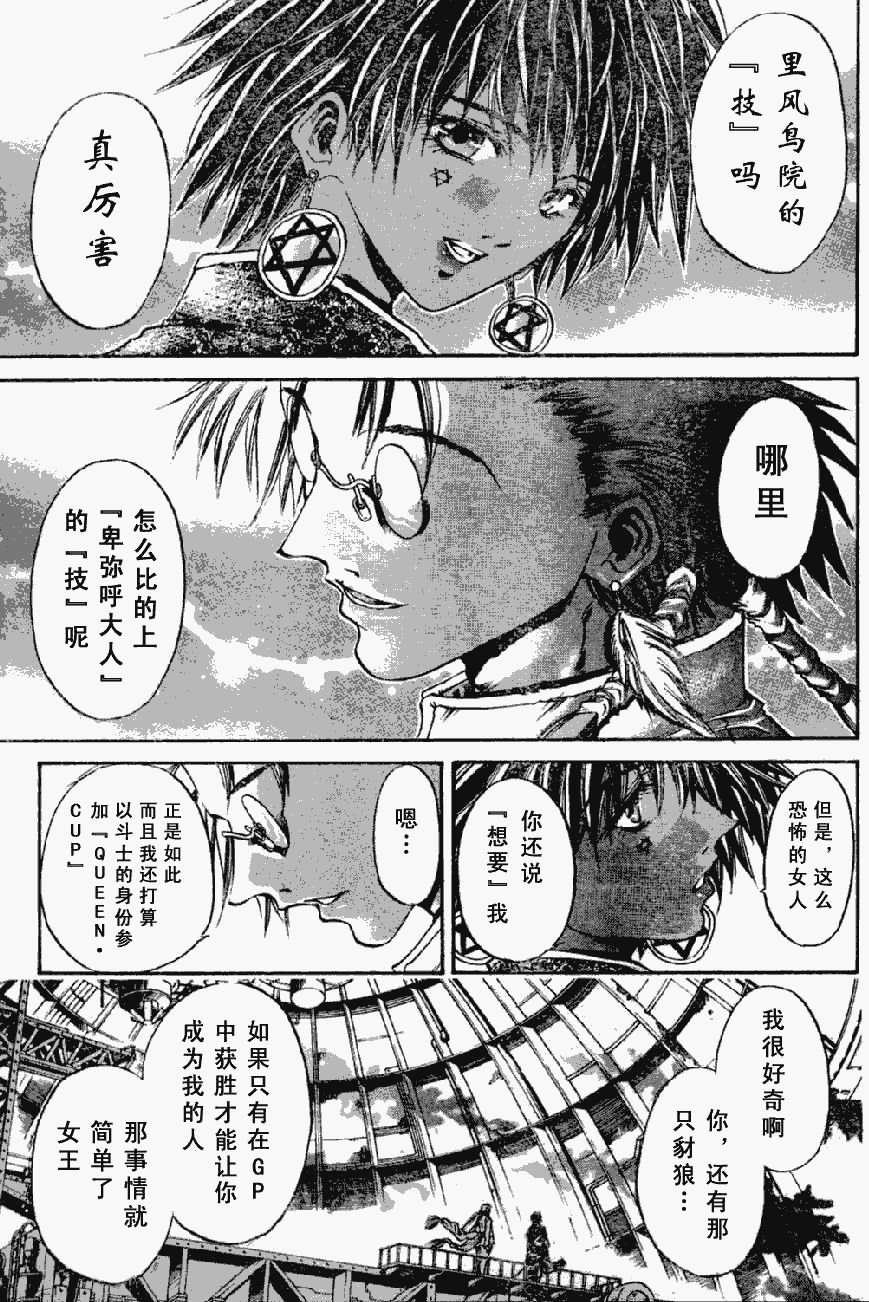 里风鸟院的
『技』吗
真厉害
哪里
怎么比的上
『卑弥呼大人』
的『技』呢
但是，这么
恐怖的女人
你还说
『想要』我
嗯…
正是如此
而且我还打算
以斗士的身份参
加『QUEEN·
CUP』
我很好奇啊
你，还有那
只豺狼…
如果只有在GP
中获胜才能让你
成为我的人
那事情就
简单了
女王